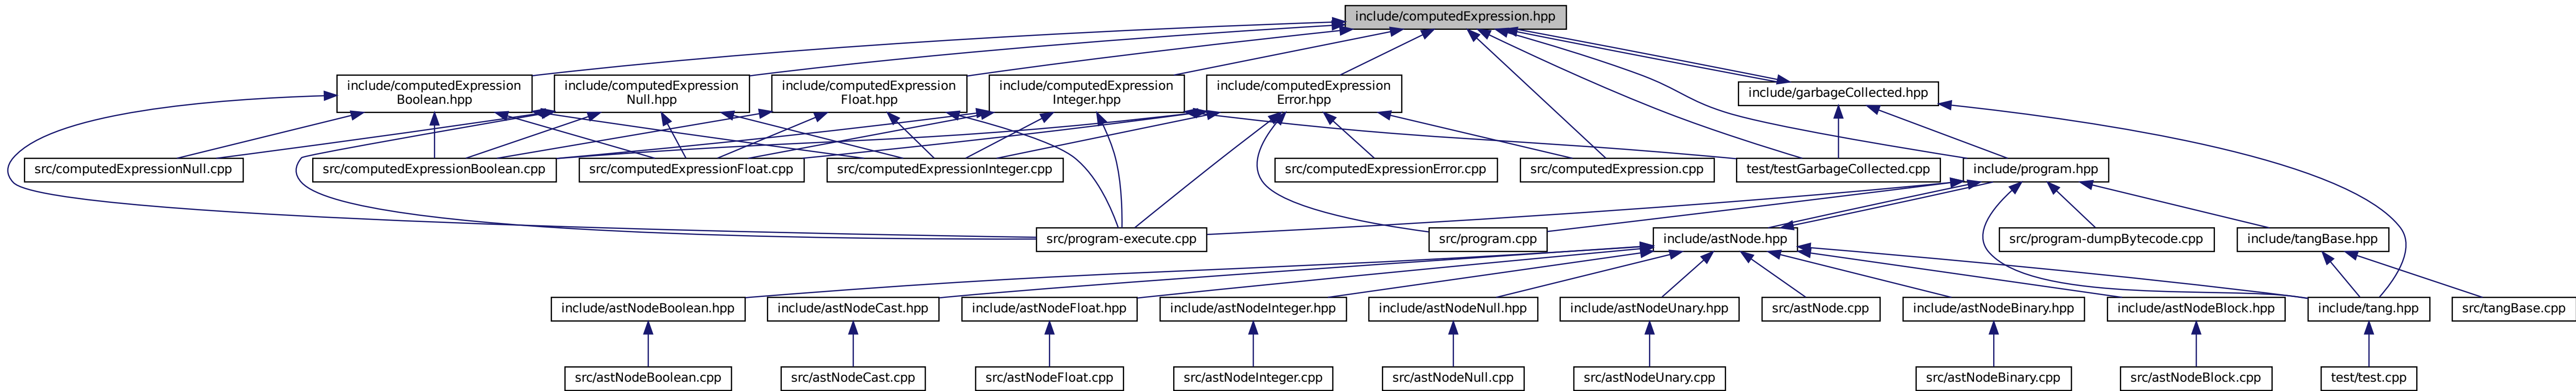 include/computedExpression.hpp
include/computedExpression
Boolean.hpp
include/computedExpression
Null.hpp
include/computedExpression
Float.hpp
include/computedExpression
Integer.hpp
include/computedExpression
Error.hpp
include/garbageCollected.hpp
src/computedExpressionNull.cpp
src/computedExpressionBoolean.cpp
src/computedExpressionFloat.cpp
src/computedExpressionInteger.cpp
src/computedExpressionError.cpp
src/computedExpression.cpp
test/testGarbageCollected.cpp
include/program.hpp
src/program-execute.cpp
src/program.cpp
include/astNode.hpp
src/program-dumpBytecode.cpp
include/tangBase.hpp
include/astNodeBoolean.hpp
include/astNodeCast.hpp
include/astNodeFloat.hpp
include/astNodeInteger.hpp
include/astNodeNull.hpp
include/astNodeUnary.hpp
src/astNode.cpp
include/astNodeBinary.hpp
include/astNodeBlock.hpp
include/tang.hpp
src/tangBase.cpp
src/astNodeBoolean.cpp
src/astNodeCast.cpp
src/astNodeFloat.cpp
src/astNodeInteger.cpp
src/astNodeNull.cpp
src/astNodeUnary.cpp
src/astNodeBinary.cpp
src/astNodeBlock.cpp
test/test.cpp